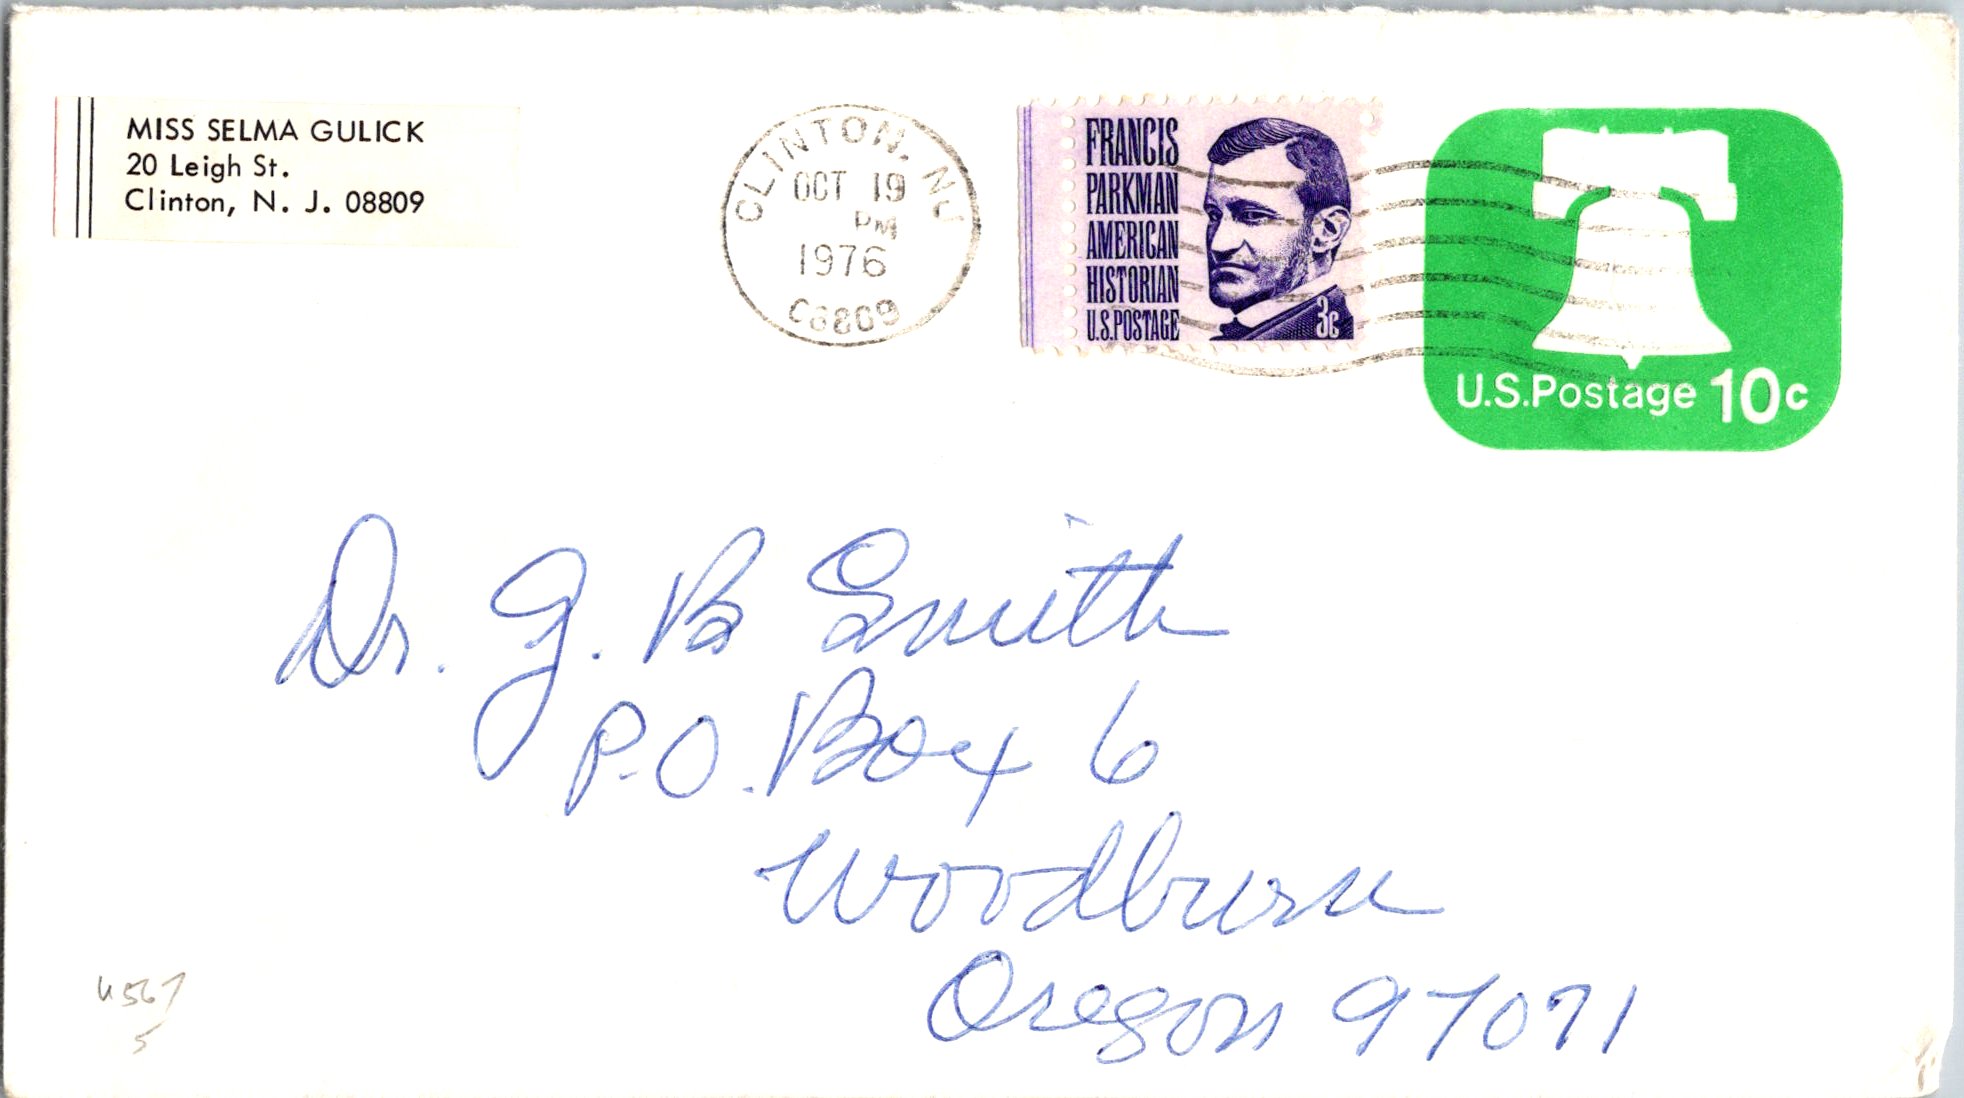 MISS SELMA GULICK
20 Leigh St.
Clinton, N. J. 08809
CLINTON, NJ
OCT 19
PM
1976
08809
FRANCIS
PARKMAN
AMERICAN
HISTORIAN
U.S.POSTAGE
3c
U.S.Postage 10c
Dr. G. B Smith
P.O. Box 6
Woodburn
Oregon 97071
U567
5